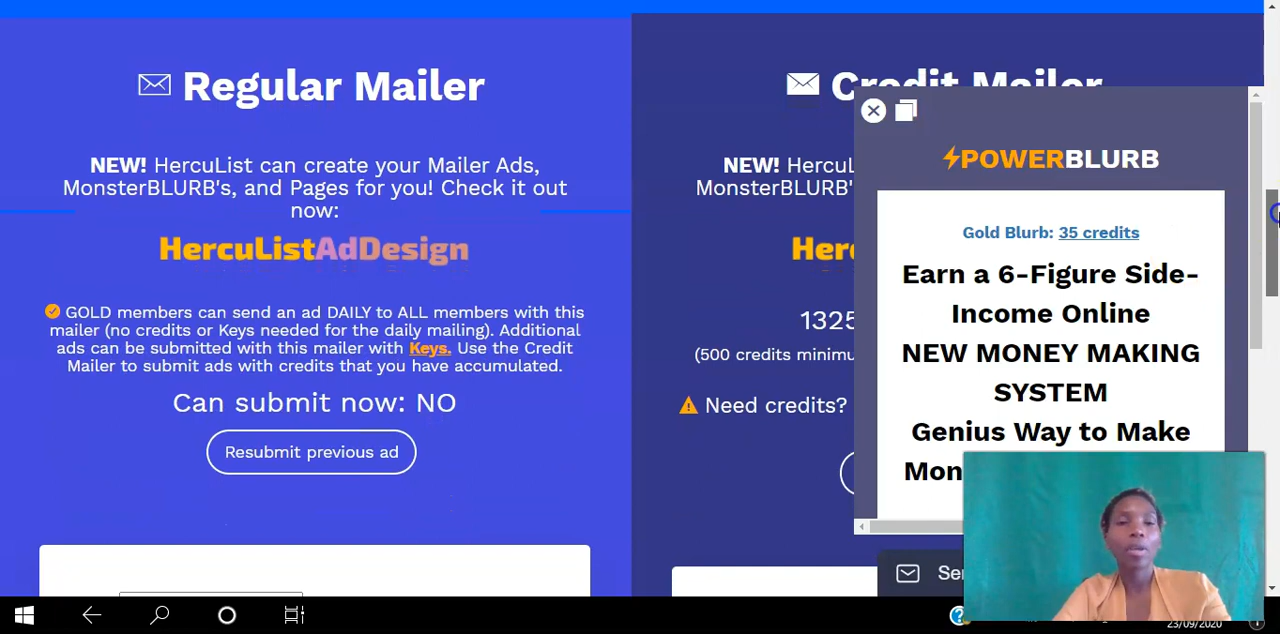 Regular Mailer
NEW! HercuList can create your Mailer Ads,
MonsterBLURB's, and Pages for you! Check it out
now:
HercuListAdDesign
GOLD members can send an ad DAILY to ALL members with this
mailer (no credits or Keys needed for the daily mailing). Additional
ads can be submitted with this mailer with Keys. Use the Credit
Mailer to submit ads with credits that you have accumulated.
Can submit now: NO
Resubmit previous ad
Credit Mailer
NEW! Hercul
MonsterBLURB'
Herc
1325
(500 credits minimu
Need credits?
POWERBLURB
Gold Blurb: 35 credits
Earn a 6-Figure Side-
Income Online
NEW MONEY MAKING
SYSTEM
Genius Way to Make
Mon
Se
23/09/2020